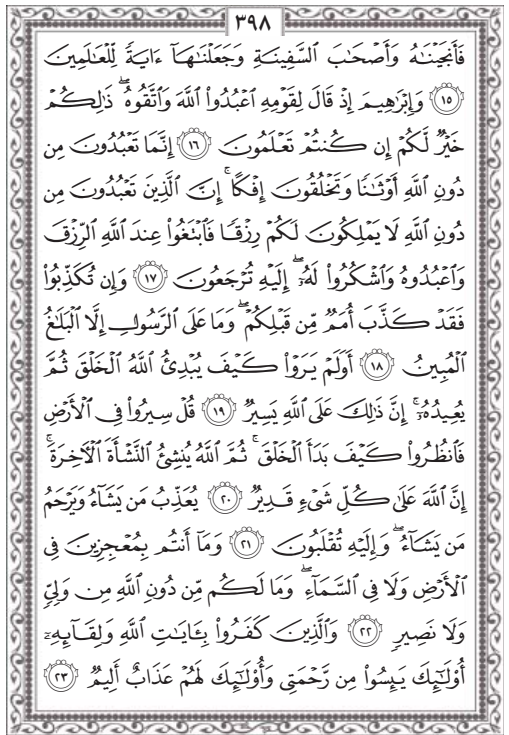 ٣٩٨
فَأَنجَيْنَٰهُ وَأَصْحَٰبَ ٱلسَّفِينَةِ وَجَعَلْنَٰهَآ ءَايَةً لِّلْعَٰلَمِينَ
١٥ وَإِبْرَٰهِيمَ إِذْ قَالَ لِقَوْمِهِ ٱعْبُدُوا۟ ٱللَّهَ وَٱتَّقُوهُ ۖ ذَٰلِكُمْ
خَيْرٌ لَّكُمْ إِن كُنتُمْ تَعْلَمُونَ ١٦ إِنَّمَا تَعْبُدُونَ مِن
دُونِ ٱللَّهِ أَوْثَٰنًا وَتَخْلُقُونَ إِفْكًا ۚ إِنَّ ٱلَّذِينَ تَعْبُدُونَ مِن
دُونِ ٱللَّهِ لَا يَمْلِكُونَ لَكُمْ رِزْقًا فَٱبْتَغُوا۟ عِندَ ٱللَّهِ ٱلرِّزْقَ
وَٱعْبُدُوهُ وَٱشْكُرُوا۟ لَهُۥٓ ۖ إِلَيْهِ تُرْجَعُونَ ١٧ وَإِن تُكَذِّبُوا۟
فَقَدْ كَذَّبَ أُمَمٌ مِّن قَبْلِكُمْ ۖ وَمَا عَلَى ٱلرَّسُولِ إِلَّا ٱلْبَلَٰغُ
ٱلْمُبِينُ ١٨ أَوَلَمْ يَرَوْا۟ كَيْفَ يُبْدِئُ ٱللَّهُ ٱلْخَلْقَ ثُمَّ
يُعِيدُهُۥٓ ۚ إِنَّ ذَٰلِكَ عَلَى ٱللَّهِ يَسِيرٌ ١٩ قُلْ سِيرُوا۟ فِى ٱلْأَرْضِ
فَٱنظُرُوا۟ كَيْفَ بَدَأَ ٱلْخَلْقَ ۚ ثُمَّ ٱللَّهُ يُنشِئُ ٱلنَّشْأَةَ ٱلْءَاخِرَةَ ۚ
إِنَّ ٱللَّهَ عَلَىٰ كُلِّ شَىْءٍ قَدِيرٌ ٢٠ يُعَذِّبُ مَن يَشَآءُ وَيَرْحَمُ
مَن يَشَآءُ ۖ وَإِلَيْهِ تُقْلَبُونَ ٢١ وَمَآ أَنتُم بِمُعْجِزِينَ فِى
ٱلْأَرْضِ وَلَا فِى ٱلسَّمَآءِ ۖ وَمَا لَكُم مِّن دُونِ ٱللَّهِ مِن وَلِىٍّ
وَلَا نَصِيرٍ ٢٢ وَٱلَّذِينَ كَفَرُوا۟ بِـَٔايَٰتِ ٱللَّهِ وَلِقَآئِهِۦٓ
أُو۟لَٰٓئِكَ يَئِسُوا۟ مِن رَّحْمَتِى وَأُو۟لَٰٓئِكَ لَهُمْ عَذَابٌ أَلِيمٌ ٢٣